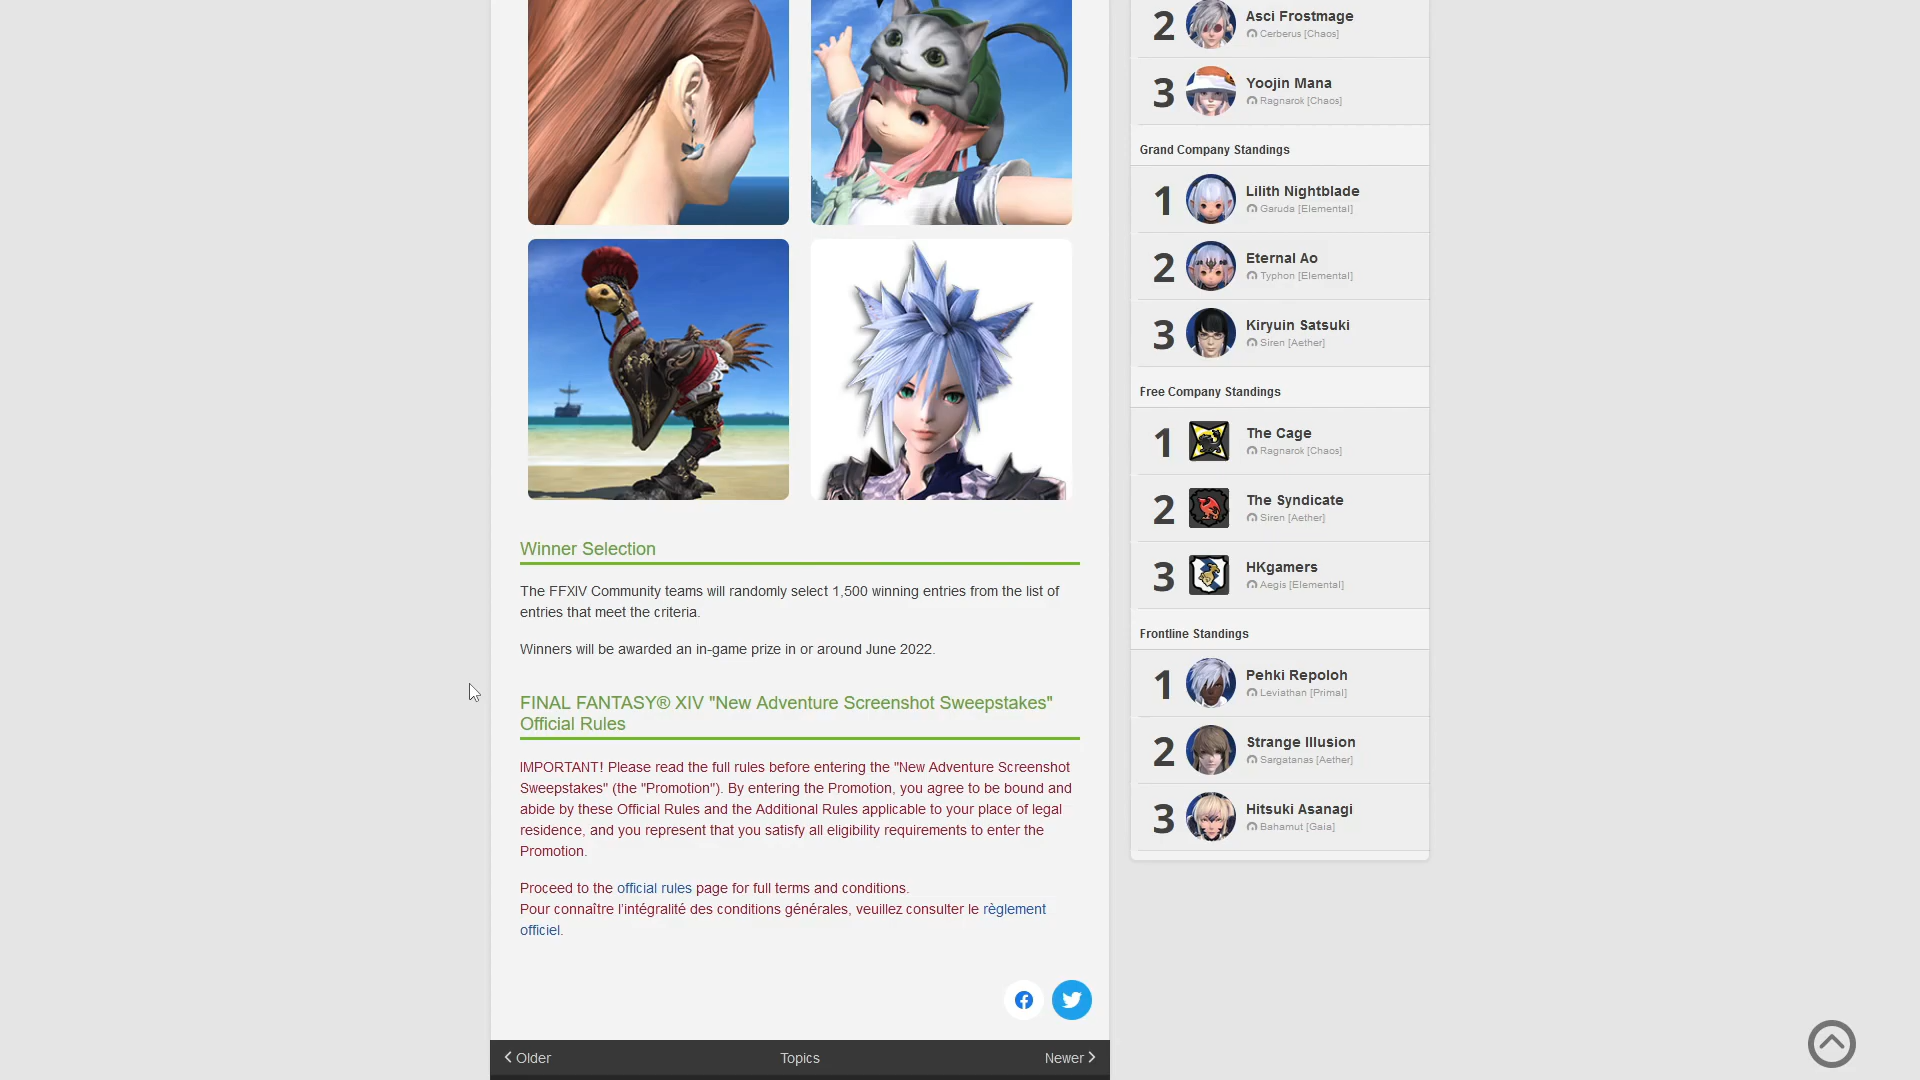 Winner Selection
The FFXIV Community teams will randomly select 1,500 winning entries from the list of
entries that meet the criteria.
Winners will be awarded an in-game prize in or around June 2022.
FINAL FANTASY® XIV "New Adventure Screenshot Sweepstakes"
Official Rules
IMPORTANT! Please read the full rules before entering the "New Adventure Screenshot
Sweepstakes" (the "Promotion"). By entering the Promotion, you agree to be bound and
abide by these Official Rules and the Additional Rules applicable to your place of legal
residence, and you represent that you satisfy all eligibility requirements to enter the
Promotion.
Proceed to the official rules page for full terms and conditions.
Pour connaître l'intégralité des conditions générales, veuillez consulter le règlement
officiel.
Older
Topics
Newer
2
Asci Frostmage
Cerberus [Chaos]
3
Yoojin Mana
Ragnarok [Chaos]
Grand Company Standings
1
Lilith Nightblade
Garuda [Elemental]
2
Eternal Ao
Typhon [Elemental]
3
Kiryuin Satsuki
Siren [Aether]
Free Company Standings
1
The Cage
Ragnarok [Chaos]
2
The Syndicate
Siren [Aether]
3
HKgamers
Aegis [Elemental]
Frontline Standings
1
Pehki Repoloh
Leviathan [Primal]
2
Strange Illusion
Sargatanas [Aether]
3
Hitsuki Asanagi
Bahamut [Gaia]